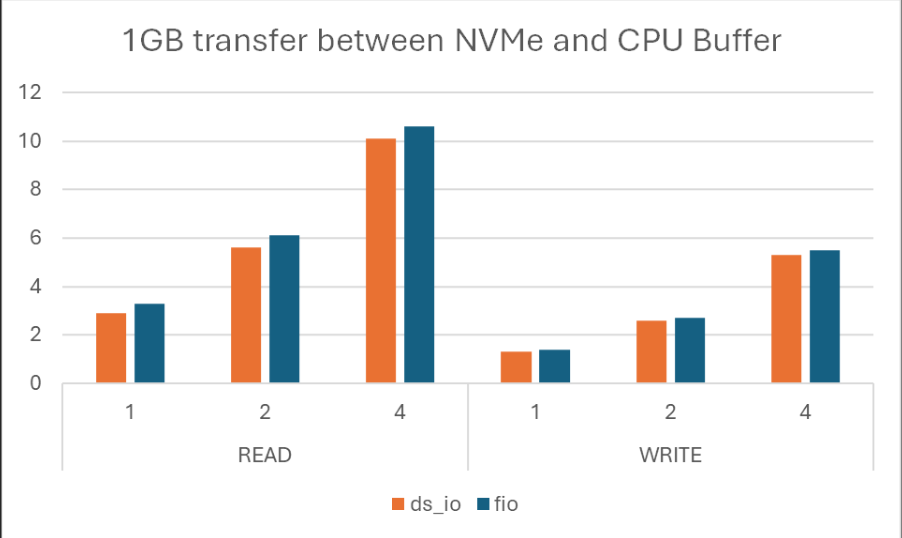 1GB transfer between NVMe and CPU Buffer
12
10
8
6
4
2
0
1 2 4 1 2 4
READ WRITE
ds_io fio